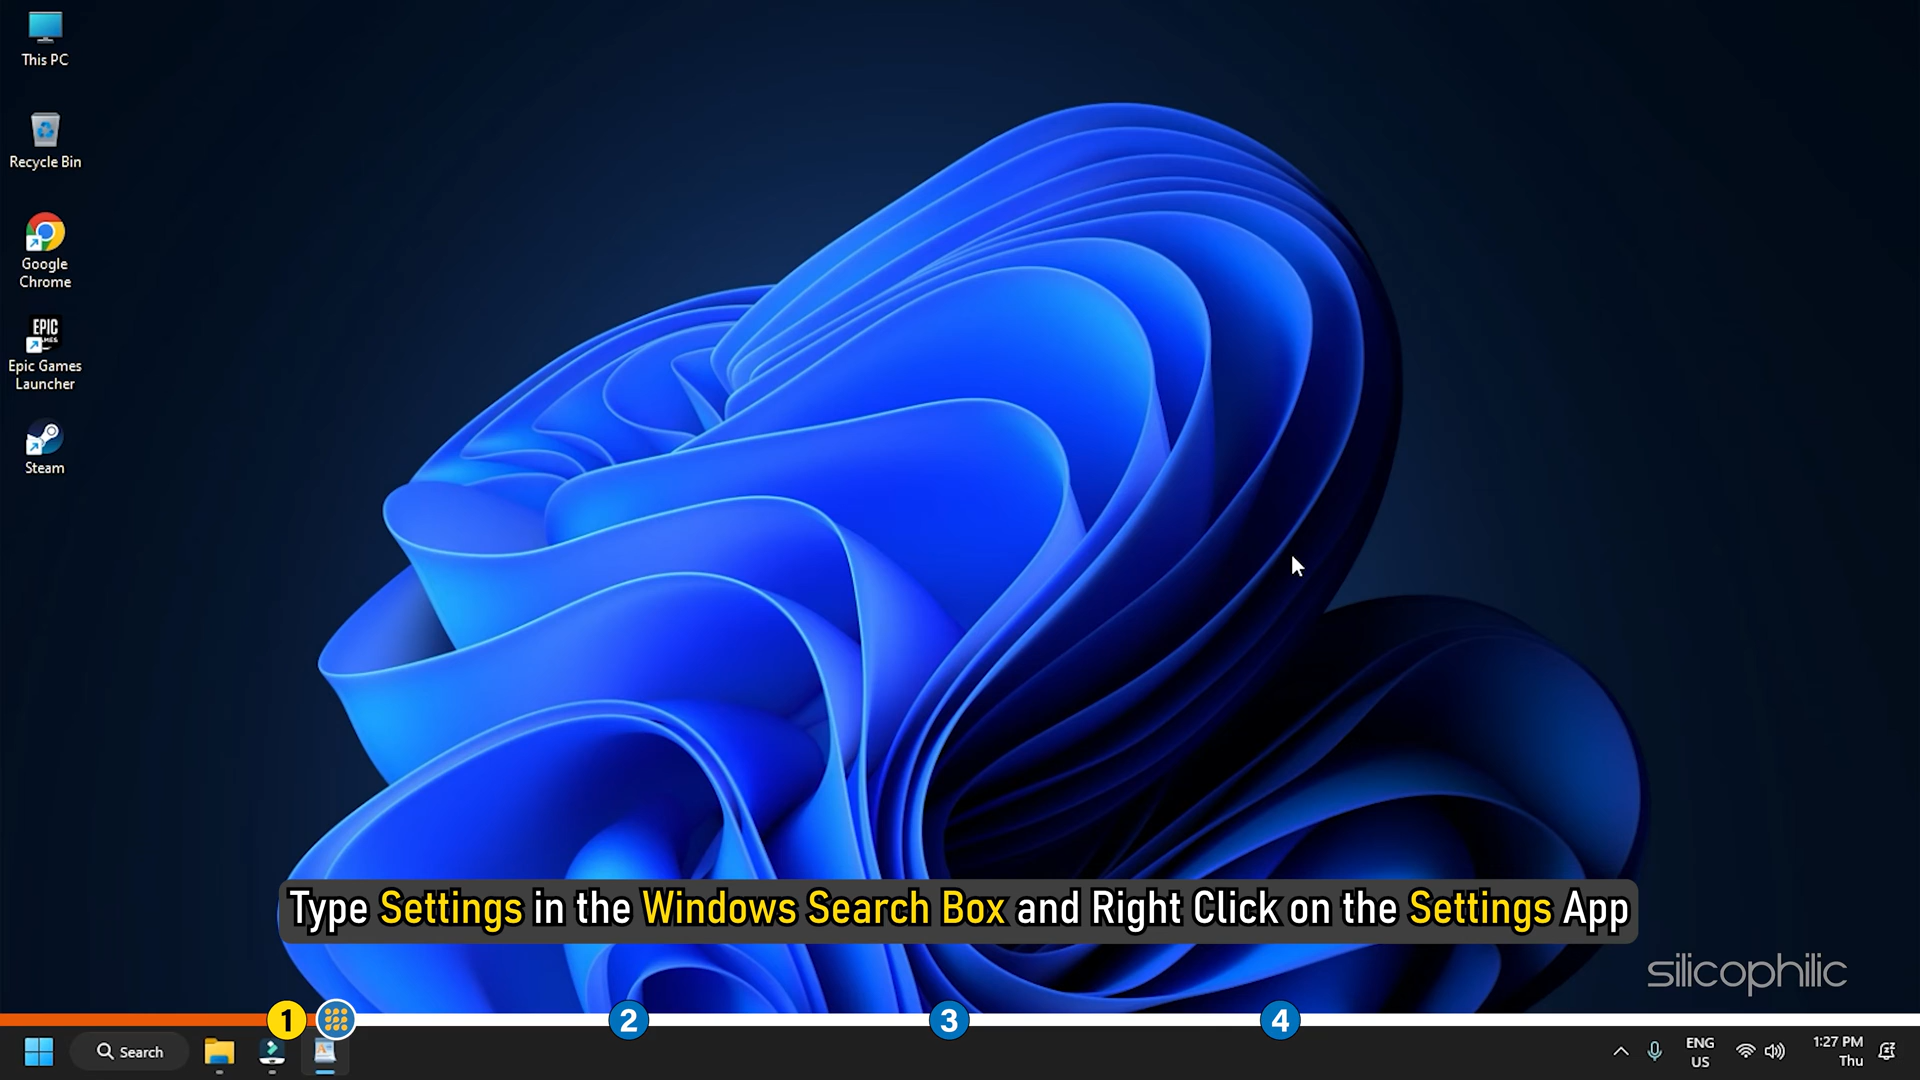 This PC
Recycle Bin
Google
Chrome
EPIC
Epic Games
Launcher
Steam
Type Settings in the Windows Search Box and Right Click on the Settings App
silicophilic
1
2
3
4
Search
ENG
US
1:27 PM
Thu